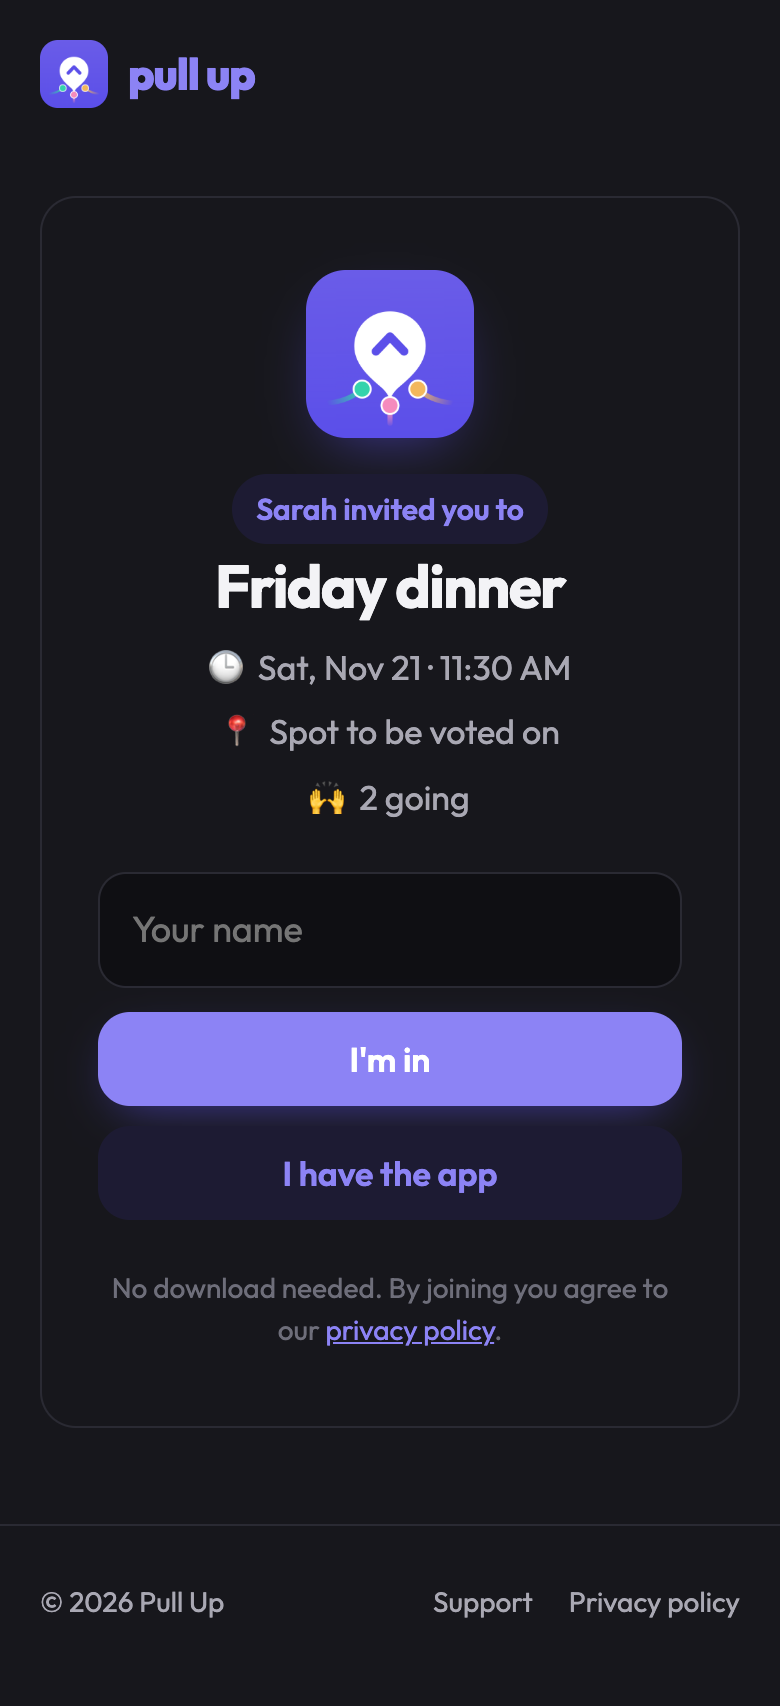 pull up
Sarah invited you to
Friday dinner
🕒 Sat, Nov 21 · 11:30 AM
📍 Spot to be voted on
🙌 2 going
Your name
I'm in
I have the app
No download needed. By joining you agree to
our privacy policy.
© 2026 Pull Up
Support
Privacy policy